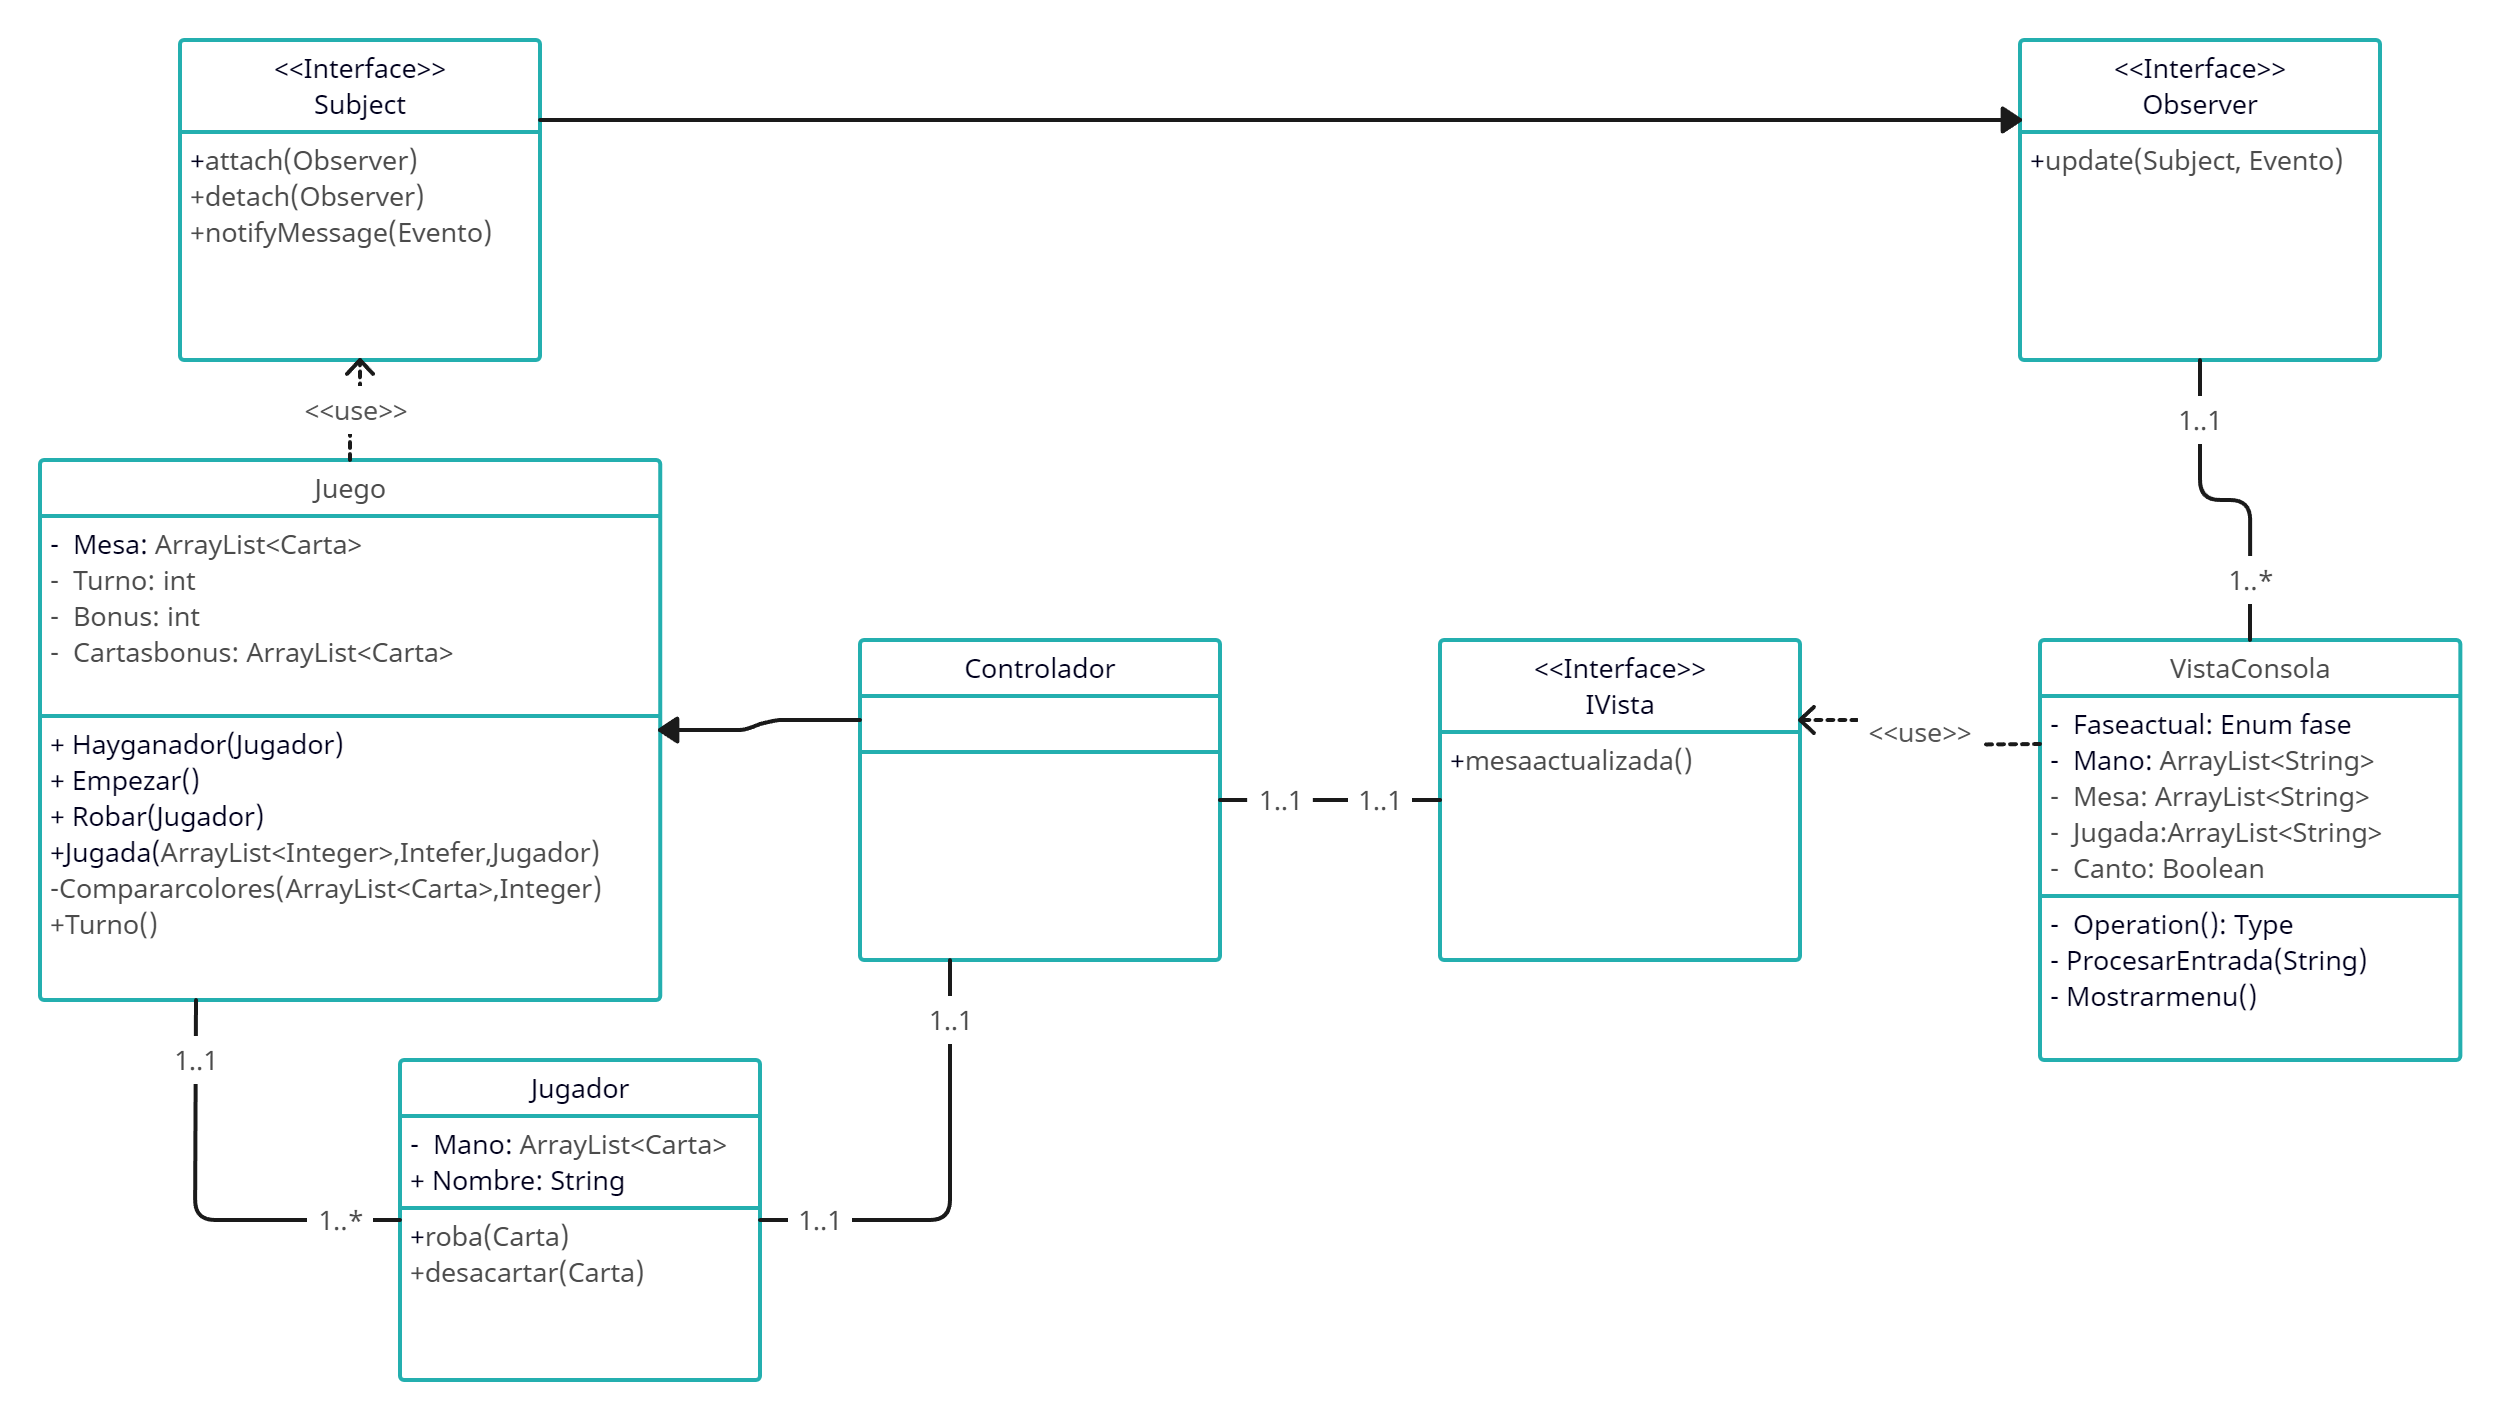 <<Interface>>
Subject
+attach(Observer)
+detach(Observer)
+notifyMessage(Evento)
<<Interface>>
Observer
+update(Subject, Evento)
<<use>>
1..1
1..*
Juego
- Mesa: ArrayList<Carta>
- Turno: int
- Bonus: int
- Cartasbonus: ArrayList<Carta>
+ Hayganador(Jugador)
+ Empezar()
+ Robar(Jugador)
+Jugada(ArrayList<Integer>,Intefer,Jugador)
-Compararcolores(ArrayList<Carta>,Integer)
+Turno()
Controlador
1..1
1..1
<<Interface>>
IVista
+mesaactualizada()
<<use>>
VistaConsola
- Faseactual: Enum fase
- Mano: ArrayList<String>
- Mesa: ArrayList<String>
- Jugada:ArrayList<String>
- Canto: Boolean
- Operation(): Type
- ProcesarEntrada(String)
- Mostrarmenu()
1..1
1..*
Jugador
- Mano: ArrayList<Carta>
+ Nombre: String
+roba(Carta)
+desacartar(Carta)
1..1
1..1